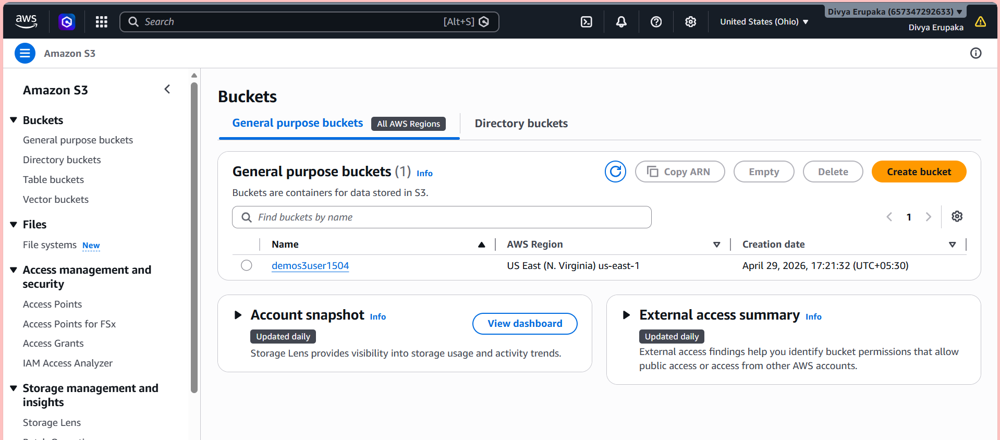 aws
Search [Alt+S]
United States (Ohio)
Divya Erupaka (657347292633)
Divya Erupaka
Amazon S3
Amazon S3
Buckets
General purpose buckets
Directory buckets
Table buckets
Vector buckets
Files
File systems New
Access management and
security
Access Points
Access Points for FSx
Access Grants
IAM Access Analyzer
Storage management and
insights
Storage Lens
Buckets
General purpose buckets All AWS Regions
Directory buckets
General purpose buckets (1) Info
Copy ARN
Empty
Delete
Create bucket
Buckets are containers for data stored in S3.
Find buckets by name
1
Name AWS Region Creation date
demos3user1504 US East (N. Virginia) us-east-1 April 29, 2026, 17:21:32 (UTC+05:30)
Account snapshot Info
View dashboard
Updated daily
Storage Lens provides visibility into storage usage and activity trends.
External access summary Info
Updated daily
External access findings help you identify bucket permissions that allow
public access or access from other AWS accounts.